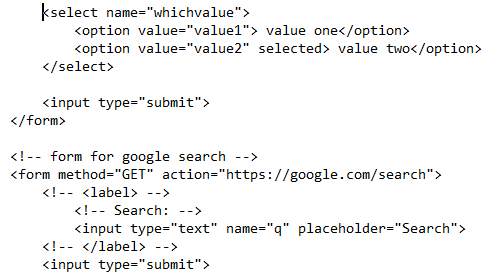 <select name="whichvalue">
<option value="value1"> value one</option>
<option value="value2" selected> value two</option>
</select>
<input type="submit">
</form>
<!-- form for google search -->
<form method="GET" action="https://google.com/search">
<!-- <label> -->
<!-- Search: -->
<input type="text" name="q" placeholder="Search">
<!-- </label> -->
<input type="submit">